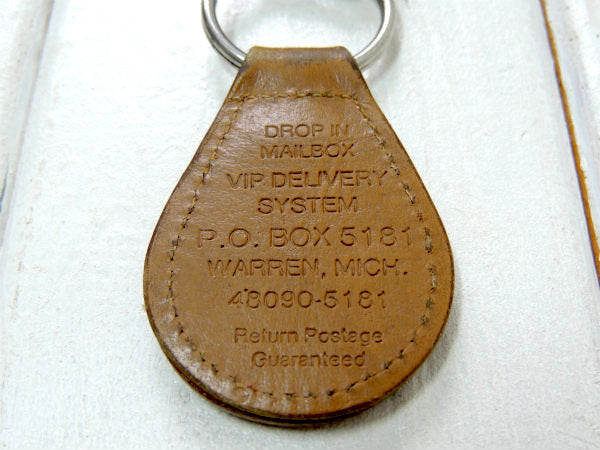 DROP IN
MAILBOX
VIP DELIVERY
SYSTEM
P.O. BOX 5181
WARREN, MICH.
48090-5181
Return Postage
Guaranteed